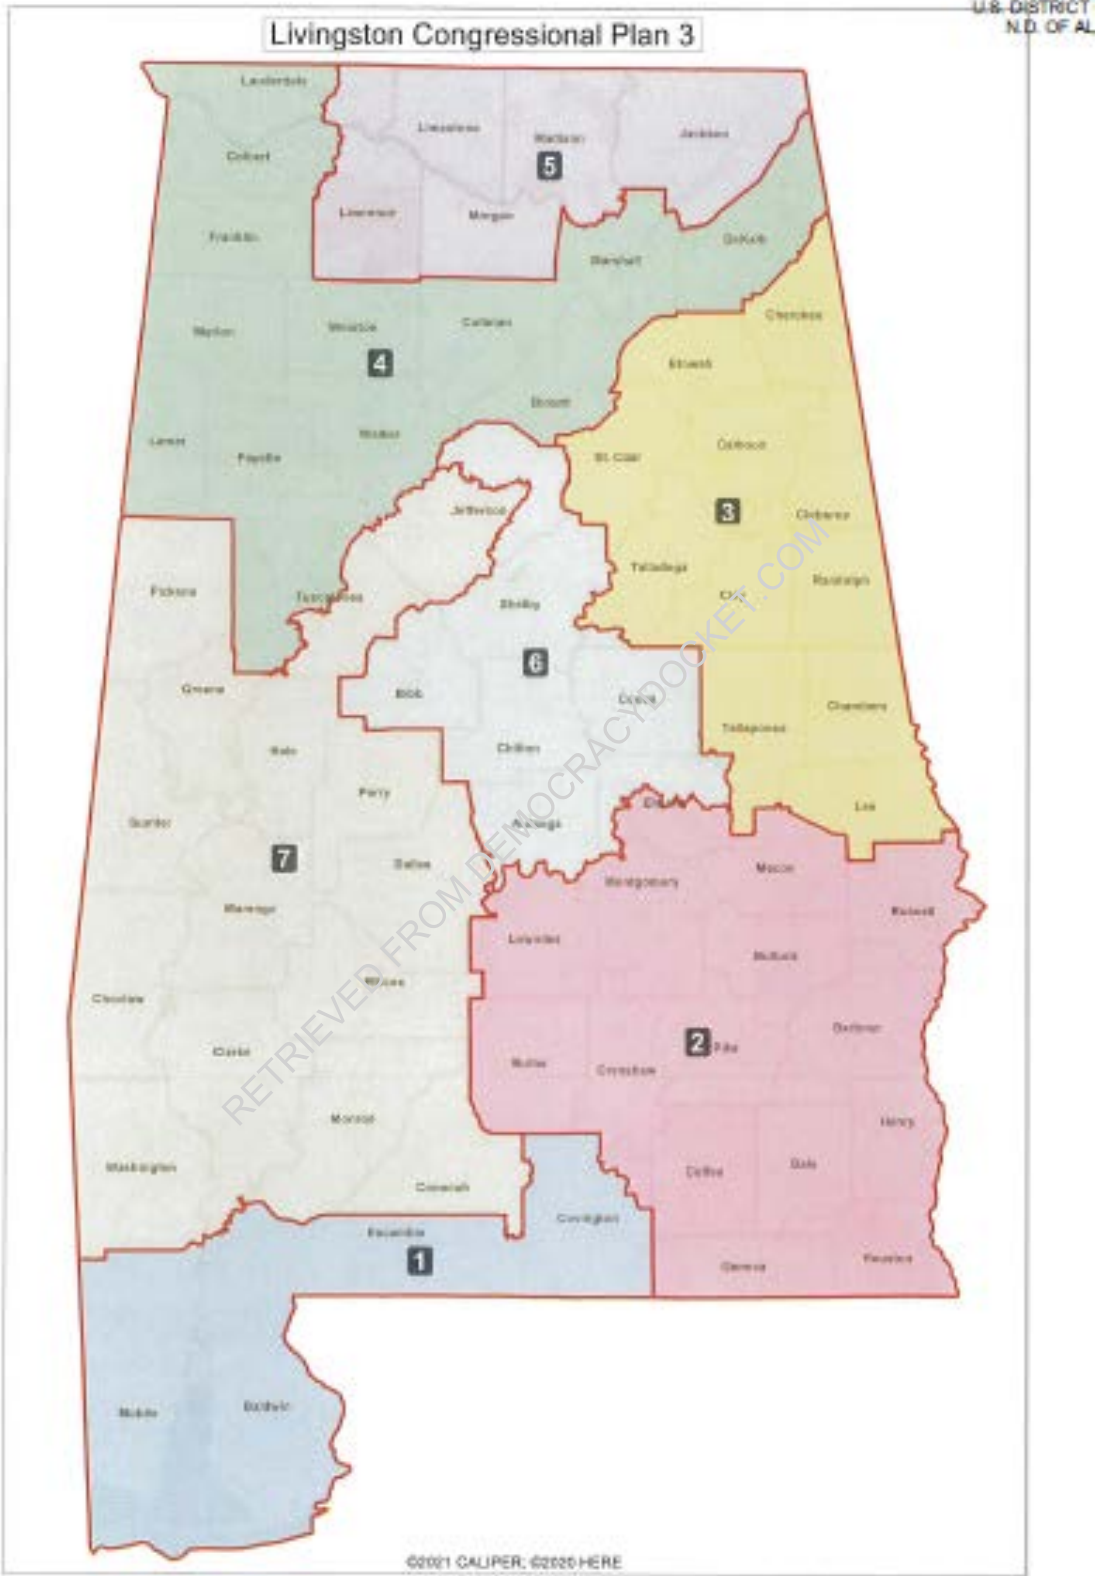 U.S. DISTRICT
N.D. OF AL
Livingston Congressional Plan 3
Lauderdale
Limestone
Madison
Jackson
Colbert
5
Lawrence
Morgan
Franklin
DeKalb
Marshall
Cherokee
Marion
Winston
Cullman
4
Etowah
Blount
Lamar
Walker
Fayette
St. Clair
Calhoun
3
Jefferson
Cleburne
Talladega
Randolph
Pickens
Tuscaloosa
Clay
Shelby
6
Greene
Bibb
Coosa
Chambers
Tallapoosa
Hale
Chilton
Perry
Elmore
Lee
Sumter
Autauga
7
Dallas
Macon
Montgomery
Marengo
Russell
Lowndes
Bullock
Wilcox
Choctaw
Barbour
2
Pike
Clarke
Butler
Crenshaw
Monroe
Henry
Washington
Coffee
Dale
Conecuh
Covington
Escambia
1
Geneva
Houston
Mobile
Baldwin
RETRIEVED FROM DEMOCRACYDOCKET.COM
©2021 CALIPER; ©2020 HERE